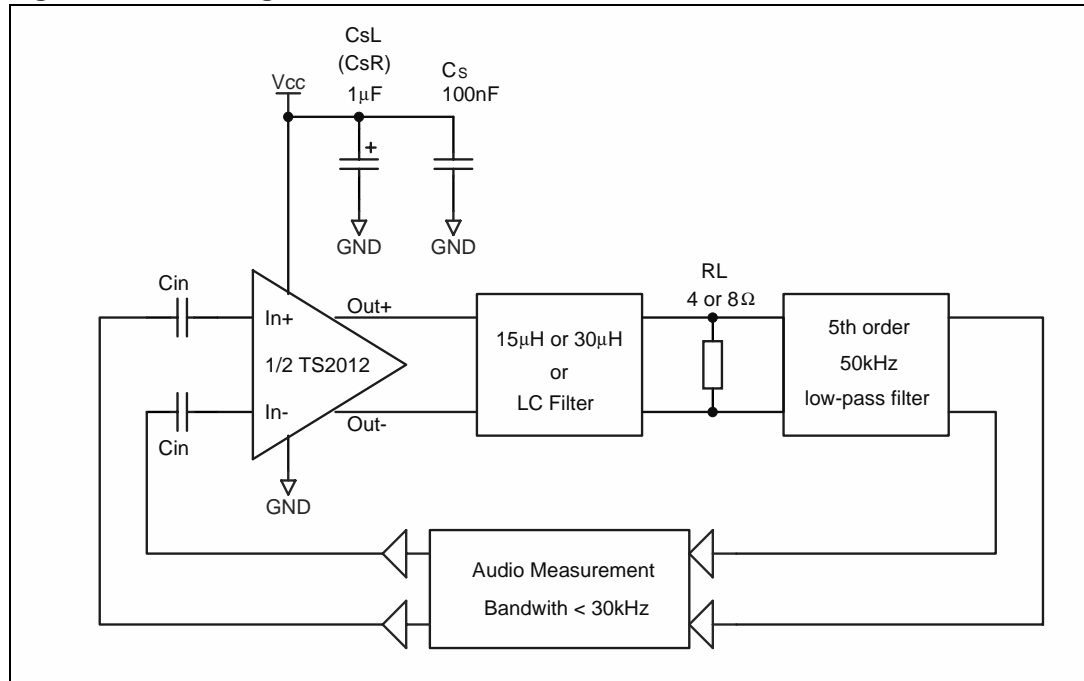 CsL
(CsR)
1μF
Cs
100nF
Vcc
GND
GND
Cin
In+
1/2 TS2012
In-
Cin
Out+
Out-
GND
15μH or 30μH
or
LC Filter
RL
4 or 8Ω
5th order
50kHz
low-pass filter
Audio Measurement
Bandwith < 30kHz